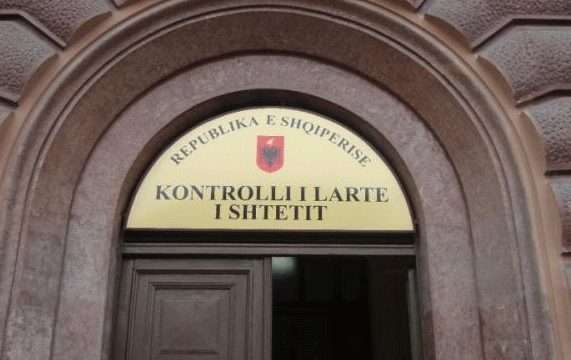 REPUBLIKA E SHQIPERISE
KONTROLLI I LARTE
I SHTETIT